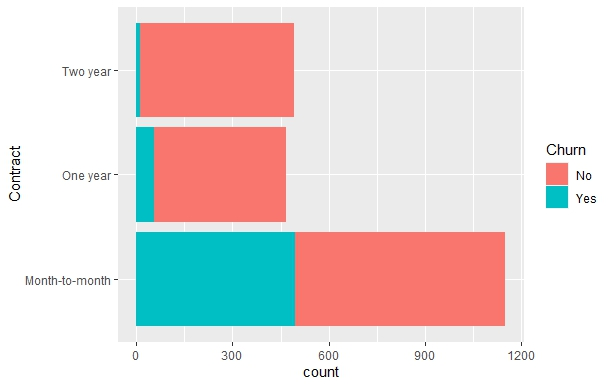 Contract
Two year
One year
Month-to-month
0 300 600 900 1200
count
Churn
No
Yes